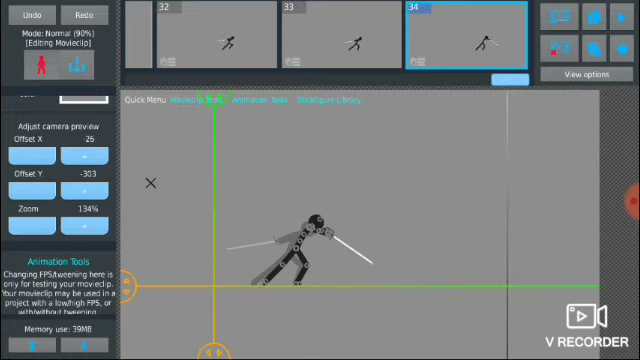 Undo Redo
Mode: Normal [90%]
[Editing Movieclip]
32 33 34
View options
Quick Menu Movieclip Tools Animation Tools Stickfigure Library
Adjust camera preview
Offset X -26
Offset Y -303
Zoom 134%
Animation Tools
Changing FPS/tweening here is
only for testing your movieclip.
Your movieclip may be used in a
project with a low/high FPS, or
with/without tweening.
Memory use: 39MB
V RECORDER